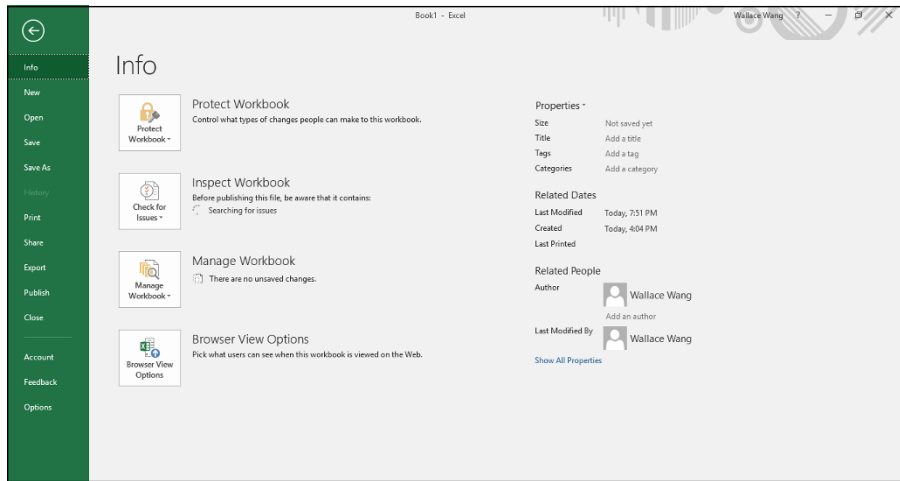 Book1 - Excel
Wallace Wang
?
Info
New
Open
Save
Save As
History
Print
Share
Export
Publish
Close
Account
Feedback
Options
Info
Protect Workbook
Protect Workbook
Control what types of changes people can make to this workbook.
Check for Issues
Inspect Workbook
Before publishing this file, be aware that it contains:
Searching for issues
Manage Workbook
Manage Workbook
There are no unsaved changes.
Browser View Options
Browser View Options
Pick what users can see when this workbook is viewed on the Web.
Properties
Size Not saved yet
Title Add a title
Tags Add a tag
Categories Add a category
Related Dates
Last Modified Today, 7:51 PM
Created Today, 4:04 PM
Last Printed
Related People
Author Wallace Wang
Add an author
Last Modified By Wallace Wang
Show All Properties